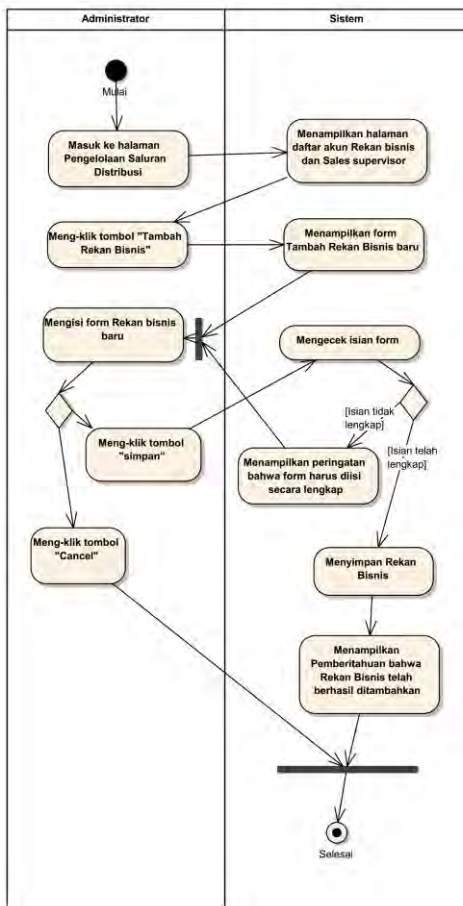 Administrator
Sistem
Mulai
Masuk ke halaman
Pengelolaan Saluran
Distribusi
Menampilkan halaman
daftar akun Rekan bisnis
dan Sales supervisor
Meng-klik tombol "Tambah
Rekan Bisnis"
Menampilkan form
Tambah Rekan Bisnis baru
Mengisi form Rekan bisnis
baru
Mengecek isian form
Meng-klik tombol
"simpan"
[Isian tidak
lengkap]
[Isian telah
lengkap]
Menampilkan peringatan
bahwa form harus diisi
secara lengkap
Meng-klik tombol
"Cancel"
Menyimpan Rekan
Bisnis
Menampilkan
Pemberitahuan bahwa
Rekan Bisnis telah
berhasil ditambahkan
Selesai